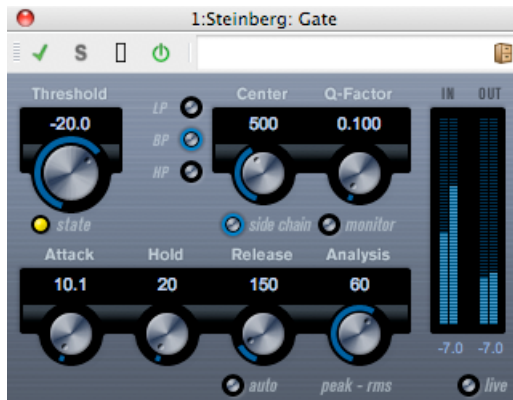 1:Steinberg: Gate
S
Threshold
Center
Q-Factor
IN
OUT
LP
-20.0
500
0.100
BP
HP
state
side chain
monitor
Attack
Hold
Release
Analysis
10.1
20
150
60
-7.0
-7.0
auto
peak - rms
live